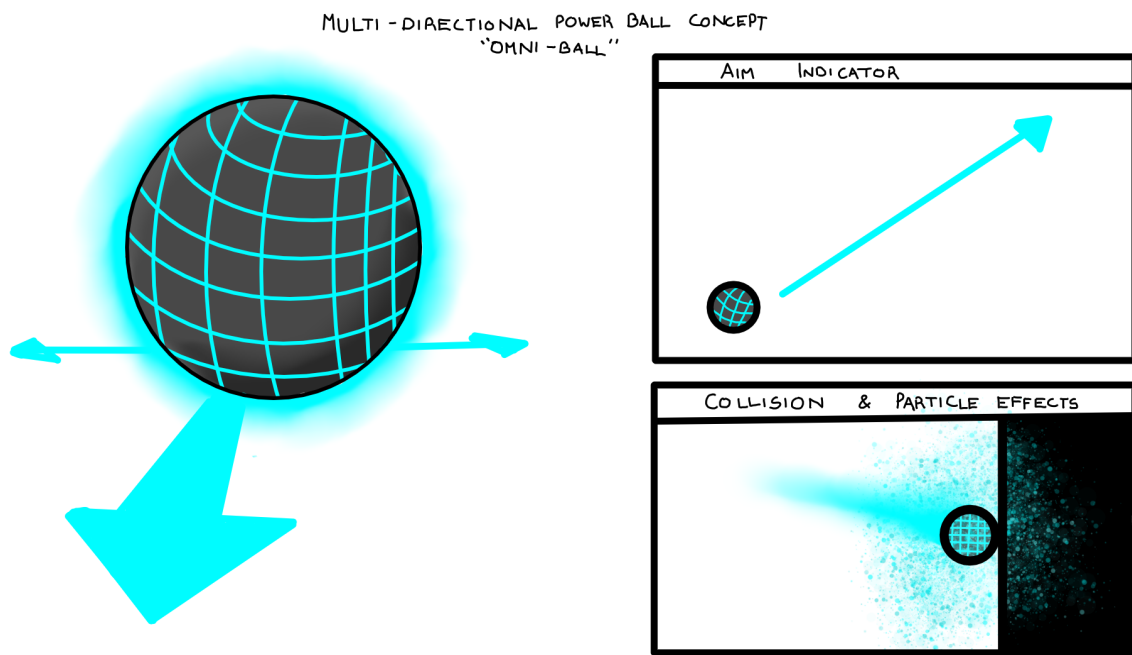 MULTI-DIRECTIONAL POWER BALL CONCEPT
"OMNI-BALL"
AIM INDICATOR
COLLISION & PARTICLE EFFECTS